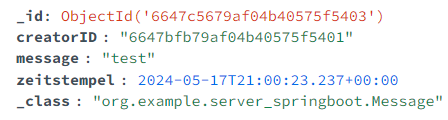 _id: ObjectId('6647c5679af04b40575f5403')
creatorID : "6647bfb79af04b40575f5401"
message : "test"
zeitstempel : 2024-05-17T21:00:23.237+00:00
_class : "org.example.server_springboot.Message"